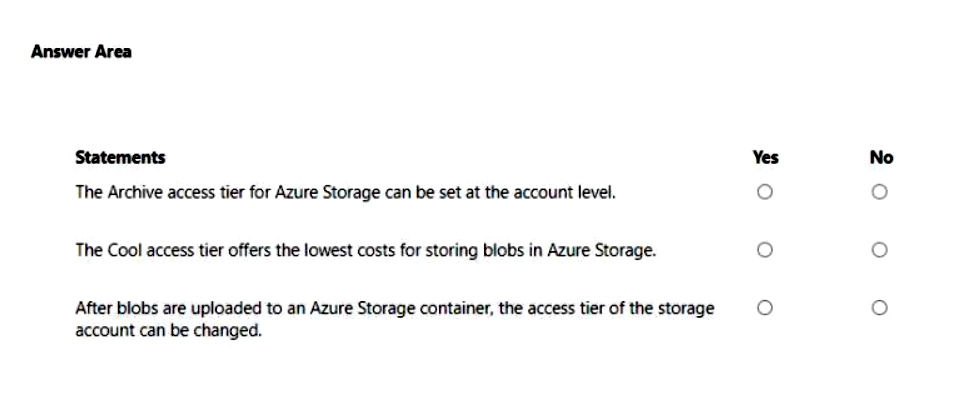 Answer Area
Statements Yes No
The Archive access tier for Azure Storage can be set at the account level.
The Cool access tier offers the lowest costs for storing blobs in Azure Storage.
After blobs are uploaded to an Azure Storage container, the access tier of the storage
account can be changed.